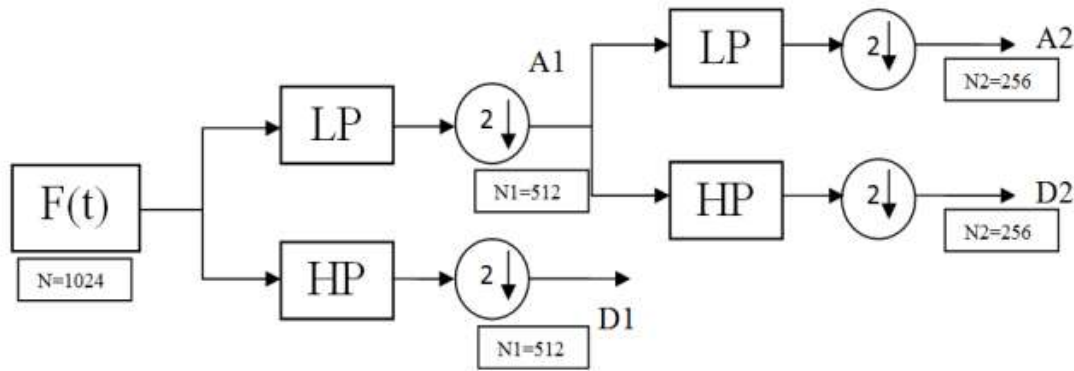 F(t)
N=1024
LP
2
A1
N1=512
HP
2
D1
N1=512
LP
2
A2
N2=256
HP
2
D2
N2=256